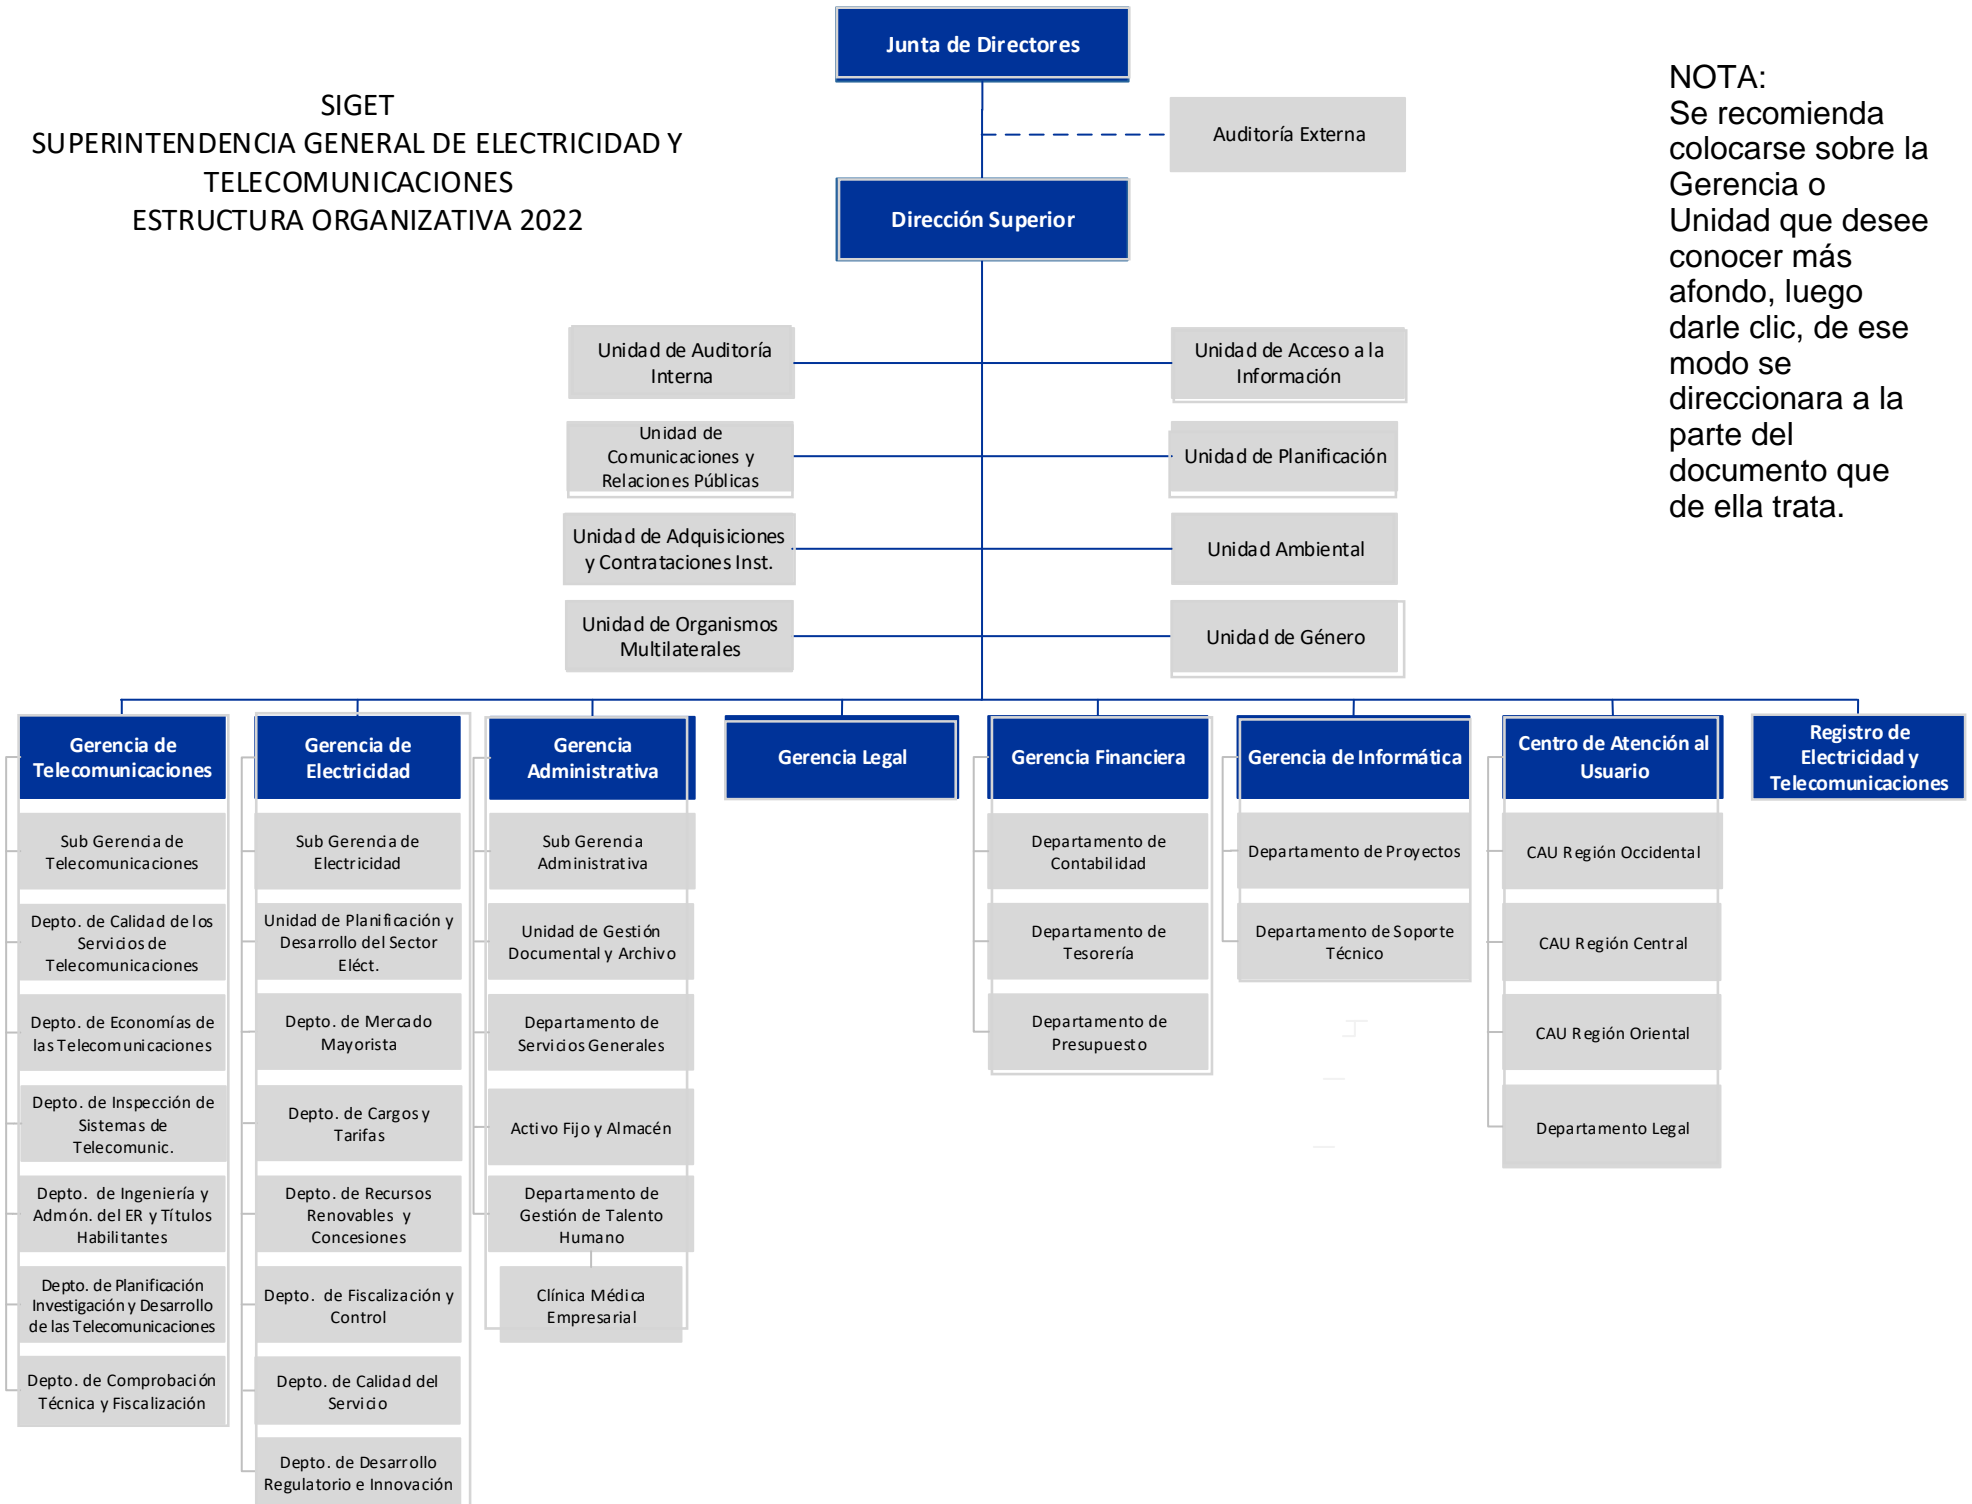 Junta de Directores
SIGET
SUPERINTENDENCIA GENERAL DE ELECTRICIDAD Y
TELECOMUNICACIONES
ESTRUCTURA ORGANIZATIVA 2022
NOTA:
Se recomienda
colocarse sobre la
Gerencia o
Unidad que desee
conocer más
afondo, luego
darle clic, de ese
modo se
direccionara a la
parte del
documento que
de ella trata.
Auditoría Externa
Dirección Superior
Unidad de Auditoría
Interna
Unidad de Acceso a la
Información
Unidad de
Comunicaciones y
Relaciones Públicas
Unidad de Planificación
Unidad de Adquisiciones
y Contrataciones Inst.
Unidad Ambiental
Unidad de Organismos
Multilaterales
Unidad de Género
Gerencia de
Telecomunicaciones
Sub Gerencia de
Telecomunicaciones
Depto. de Calidad de los
Servicios de
Telecomunicaciones
Depto. de Economías de
las Telecomunicaciones
Depto. de Inspección de
Sistemas de
Telecomunic.
Depto. de Ingeniería y
Admón. del ER y Títulos
Habilitantes
Depto. de Planificación
Investigación y Desarrollo
de las Telecomunicaciones
Depto. de Comprobación
Técnica y Fiscalización
Gerencia de
Electricidad
Sub Gerencia de
Electricidad
Unidad de Planificación y
Desarrollo del Sector
Eléct.
Depto. de Mercado
Mayorista
Depto. de Cargos y
Tarifas
Depto. de Recursos
Renovables y
Concesiones
Depto. de Fiscalización y
Control
Depto. de Calidad del
Servicio
Depto. de Desarrollo
Regulatorio e Innovación
Gerencia
Administrativa
Sub Gerencia
Administrativa
Unidad de Gestión
Documental y Archivo
Departamento de
Servicios Generales
Activo Fijo y Almacén
Departamento de
Gestión de Talento
Humano
Clínica Médica
Empresarial
Gerencia Legal
Gerencia Financiera
Departamento de
Contabilidad
Departamento de
Tesorería
Departamento de
Presupuesto
Gerencia de Informática
Departamento de Proyectos
Departamento de Soporte
Técnico
Centro de Atención al
Usuario
CAU Región Occidental
CAU Región Central
CAU Región Oriental
Departamento Legal
Registro de
Electricidad y
Telecomunicaciones